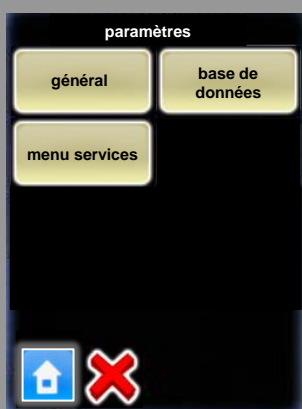 paramètres
général
base de
données
menu services